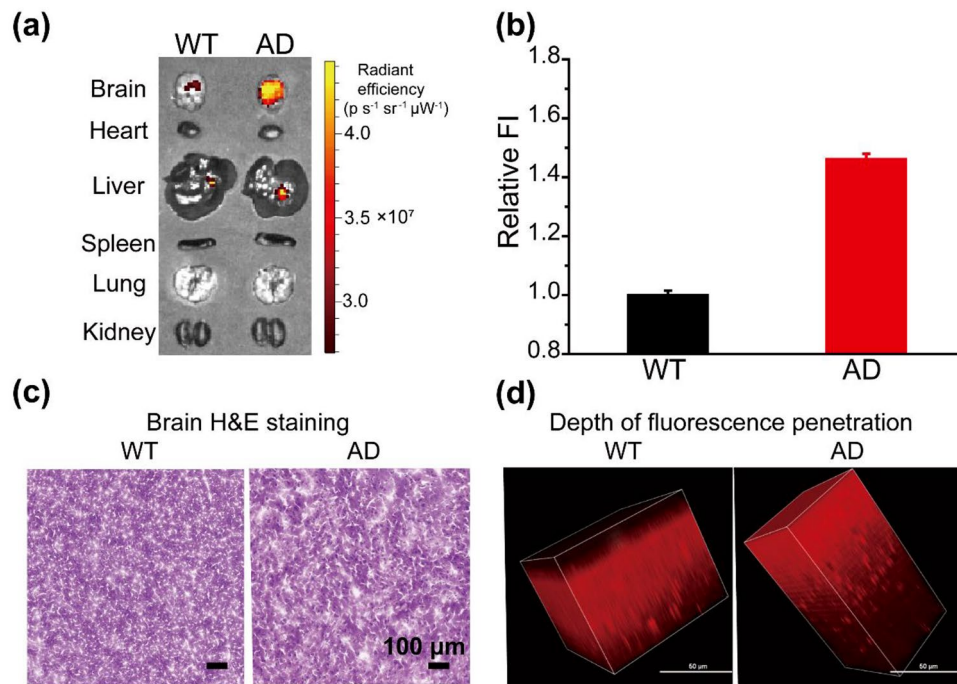 (a)
WT AD
Brain
Heart
Liver
Spleen
Lung
Kidney
Radiant
efficiency
(p s⁻¹ sr⁻¹ µW⁻¹)
4.0
3.5 ×10⁷
3.0
(b)
Relative FI
1.8
1.6
1.4
1.2
1.0
0.8
WT AD
(c)
Brain H&E staining
WT AD
100 µm
(d)
Depth of fluorescence penetration
WT AD
50 µm
50 µm